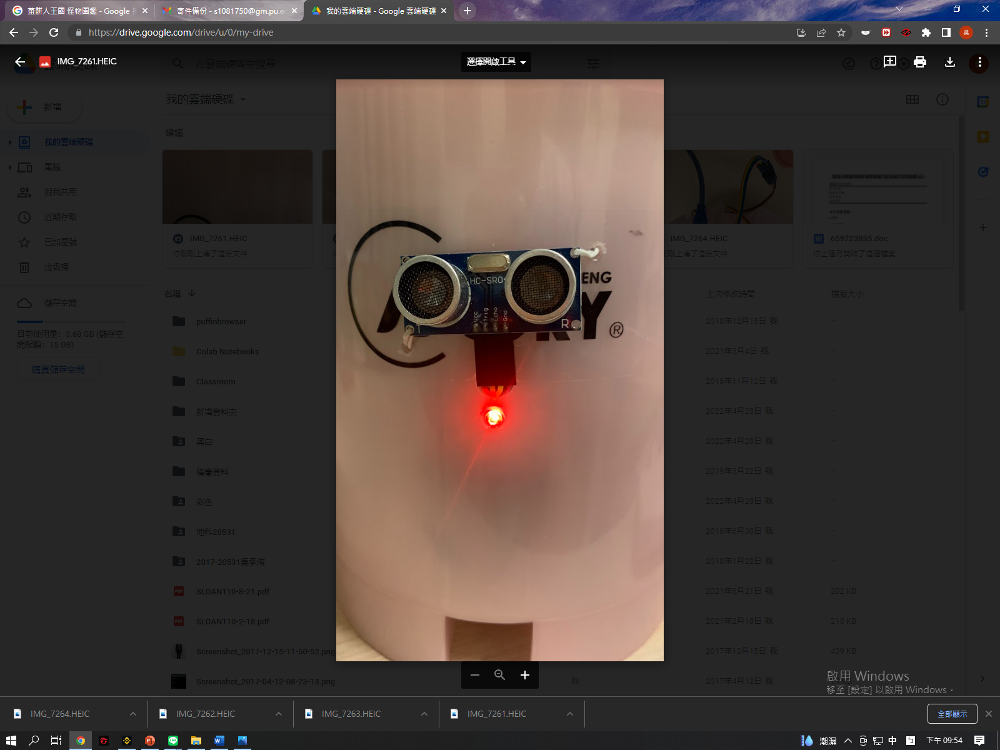 薑餅人王國 怪物圖鑑 - Google 搜
寄件備份 - s1081750@gm.pu.e
我的雲端硬碟 - Google 雲端硬碟
https://drive.google.com/drive/u/0/my-drive
吳
IMG_7261.HEIC
在雲端硬碟中搜尋
選擇開啟工具
新增
我的雲端硬碟
我的雲端硬碟
電腦
與我共用
近期存取
已加星號
垃圾桶
儲存空間
目前使用量：3.68 GB (儲存空
間配額：15 GB)
購買儲存空間
建議
IMG_7261.HEIC
你剛剛上傳了這份文件
IMG_7264.HEIC
剛上傳了這份文件
659223835.doc
你上個月開啟了這個檔案
名稱
上次修改時間
檔案大小
puffinbrowser
2018年12月15日 我
—
Colab Notebooks
2021年3月4日 我
—
Classroom
2018年11月12日 我
—
新增資料夾
2022年4月28日 我
—
黑白
2022年4月28日 我
—
備審資料
2019年3月22日 我
—
彩色
2022年4月28日 我
—
地科20531
2018年6月30日 我
—
2017-20531吳承洧
2018年1月22日 我
—
SLOAN110-8-21.pdf
2021年8月21日 我
202 KB
SLOAN110-2-18.pdf
2021年2月18日 我
218 KB
Screenshot_2017-12-15-11-50-52.png
2017年12月15日 我
439 KB
Screenshot_2017-04-12-08-23-13.png
我
2017年4月12日 我
HC-SR0
ENG
RY®
Vcc
Trig
Echo
Gnd
T
R
啟用 Windows
移至 [設定] 以啟用 Windows。
IMG_7264.HEIC
IMG_7262.HEIC
IMG_7263.HEIC
IMG_7261.HEIC
全部顯示
潮濕
中
下午 09:54